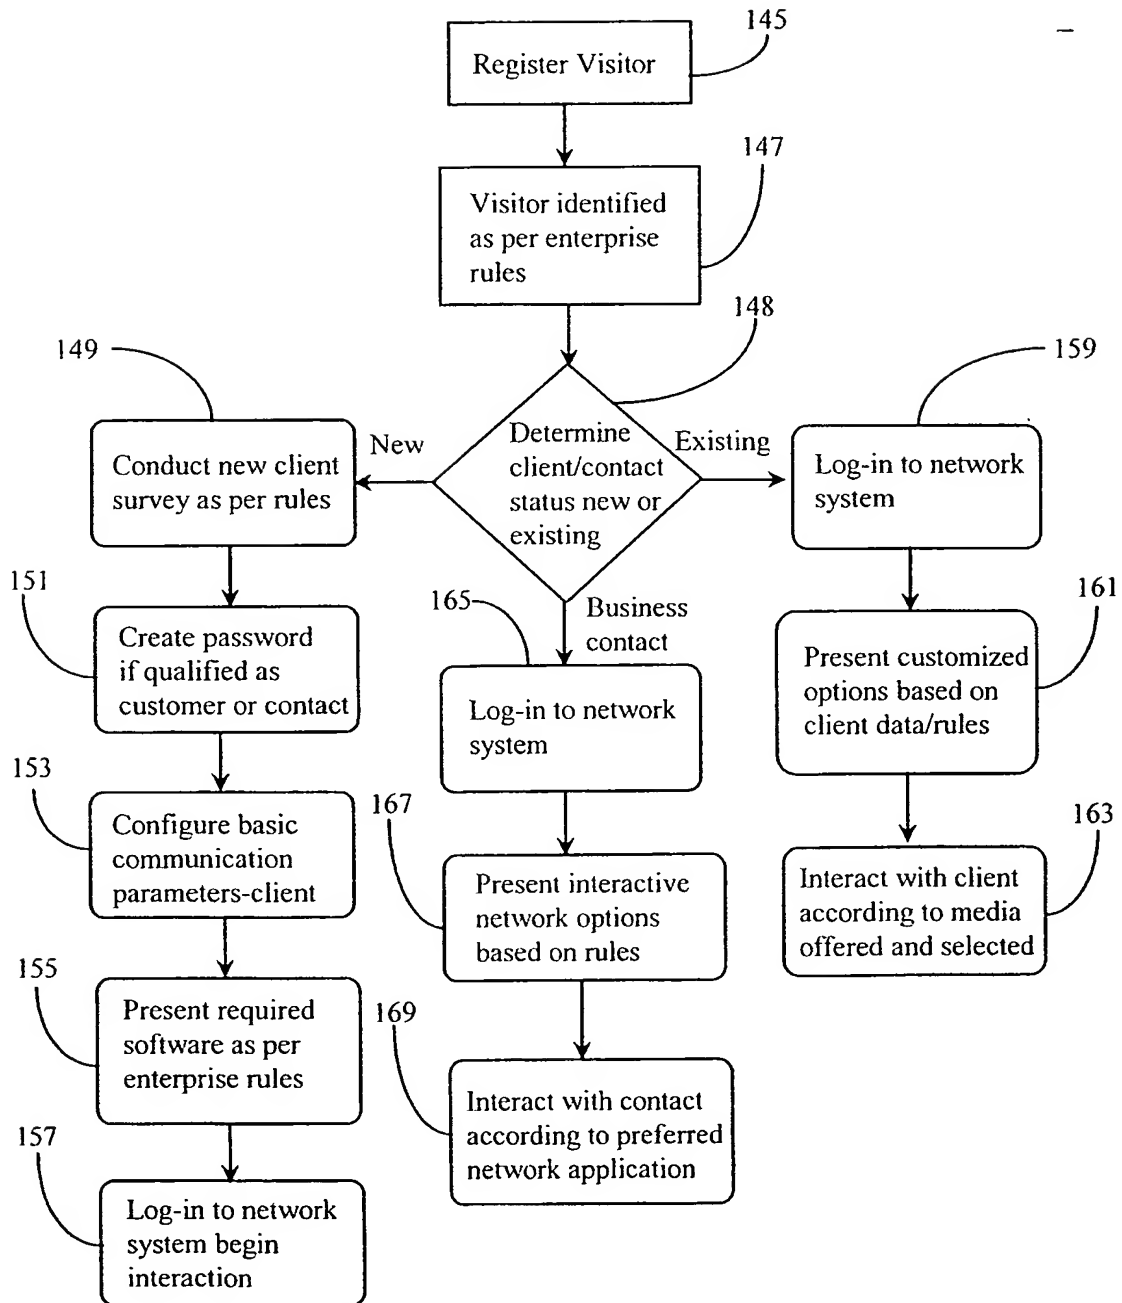 145
Register Visitor
147
Visitor identified
as per enterprise
rules
148
149
159
New
Determine
client/contact
status new or
existing
Existing
Conduct new client
survey as per rules
Log-in to network
system
151
Create password
if qualified as
customer or contact
165
Business
contact
Log-in to network
system
161
Present customized
options based on
client data/rules
153
Configure basic
communication
parameters-client
167
Present interactive
network options
based on rules
163
Interact with client
according to media
offered and selected
155
Present required
software as per
enterprise rules
169
Interact with contact
according to preferred
network application
157
Log-in to network
system begin
interaction